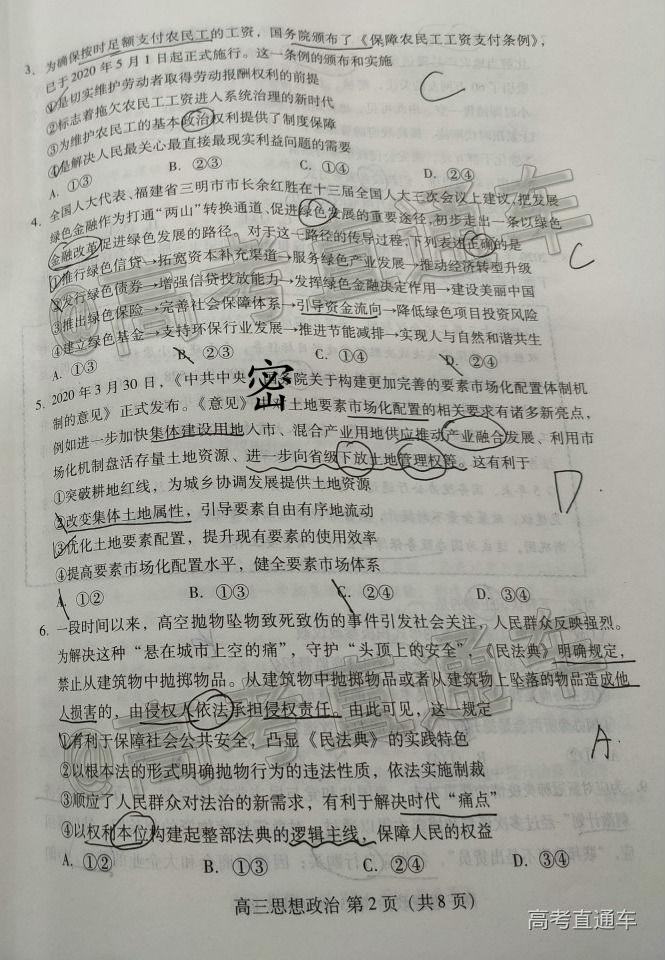 3. 为确保按时足额支付农民工的工资，国务院颁布了《保障农民工工资支付条例》，
已于2020年5月1日起正式施行。这一条例的颁布和实施
①是切实维护劳动者取得劳动报酬权利的前提
②标志着拖欠农民工工资进入系统治理的新时代
③为维护农民工的基本政治权利提供了制度保障
④是解决人民最关心最直接最现实利益问题的需要
C
A. ①③ B. ②③ C. ①④ D. ②④
4. 全国人大代表、福建省三明市市长余红胜在十三届全国人大三次会议上建议，把发展
绿色金融作为打通“两山”转换通道、促进绿色发展的重要途径，初步走出一条以绿色
金融改革促进绿色发展的路径。对于这一路径的传导过程，下列表述正确的是
①推行绿色信贷→拓宽资本补充渠道→服务绿色产业发展→推动经济转型升级
C
②发行绿色债券→增强信贷投放能力→发挥绿色金融决定作用→建设美丽中国
③推出绿色保险→完善社会保障体系→引导资金流向→降低绿色项目投资风险
④建立绿色基金→支持环保行业发展→推进节能减排→实现人与自然和谐共生
A. ①③ B. ②③ C. ①④ D. ②④
密
5. 2020年3月30日，《中共中央 国务院关于构建更加完善的要素市场化配置体制机
制的意见》正式发布。《意见》中对土地要素市场化配置的相关要求有诸多新亮点，
例如进一步加快集体建设用地入市、混合产业用地供应推动产业融合发展、利用市
场化机制盘活存量土地资源、进一步向省级下放土地管理权等。这有利于
①突破耕地红线，为城乡协调发展提供土地资源
D
②改变集体土地属性，引导要素自由有序地流动
③优化土地要素配置，提升现有要素的使用效率
④提高要素市场化配置水平，健全要素市场体系
A. ①② B. ①③ C. ②④ D. ③④
6. 一段时间以来，高空抛物坠物致死致伤的事件引发社会关注，人民群众反映强烈。
为解决这种“悬在城市上空的痛”，守护“头顶上的安全”，《民法典》明确规定，
禁止从建筑物中抛掷物品。从建筑物中抛掷物品或者从建筑物上坠落的物品造成他
人损害的，由侵权人依法承担侵权责任。由此可见，这一规定
①有利于保障社会公共安全，凸显《民法典》的实践特色
A.
②以根本法的形式明确抛物行为的违法性质，依法实施制裁
③顺应了人民群众对法治的新需求，有利于解决时代“痛点”
④以权利本位构建起整部法典的逻辑主线，保障人民的权益
A. ①② B. ①③ C. ②④ D. ③④
高三思想政治 第2页（共8页）
高考直通车
@高考直通车
@高考直通车